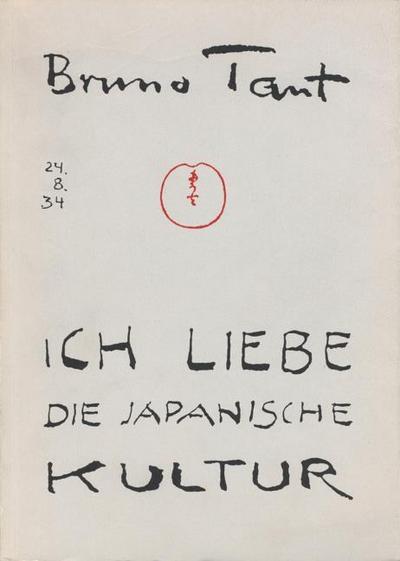 Bruno Taut
24.
8.
34
ICH LIEBE
DIE JAPANISCHE
KULTUR